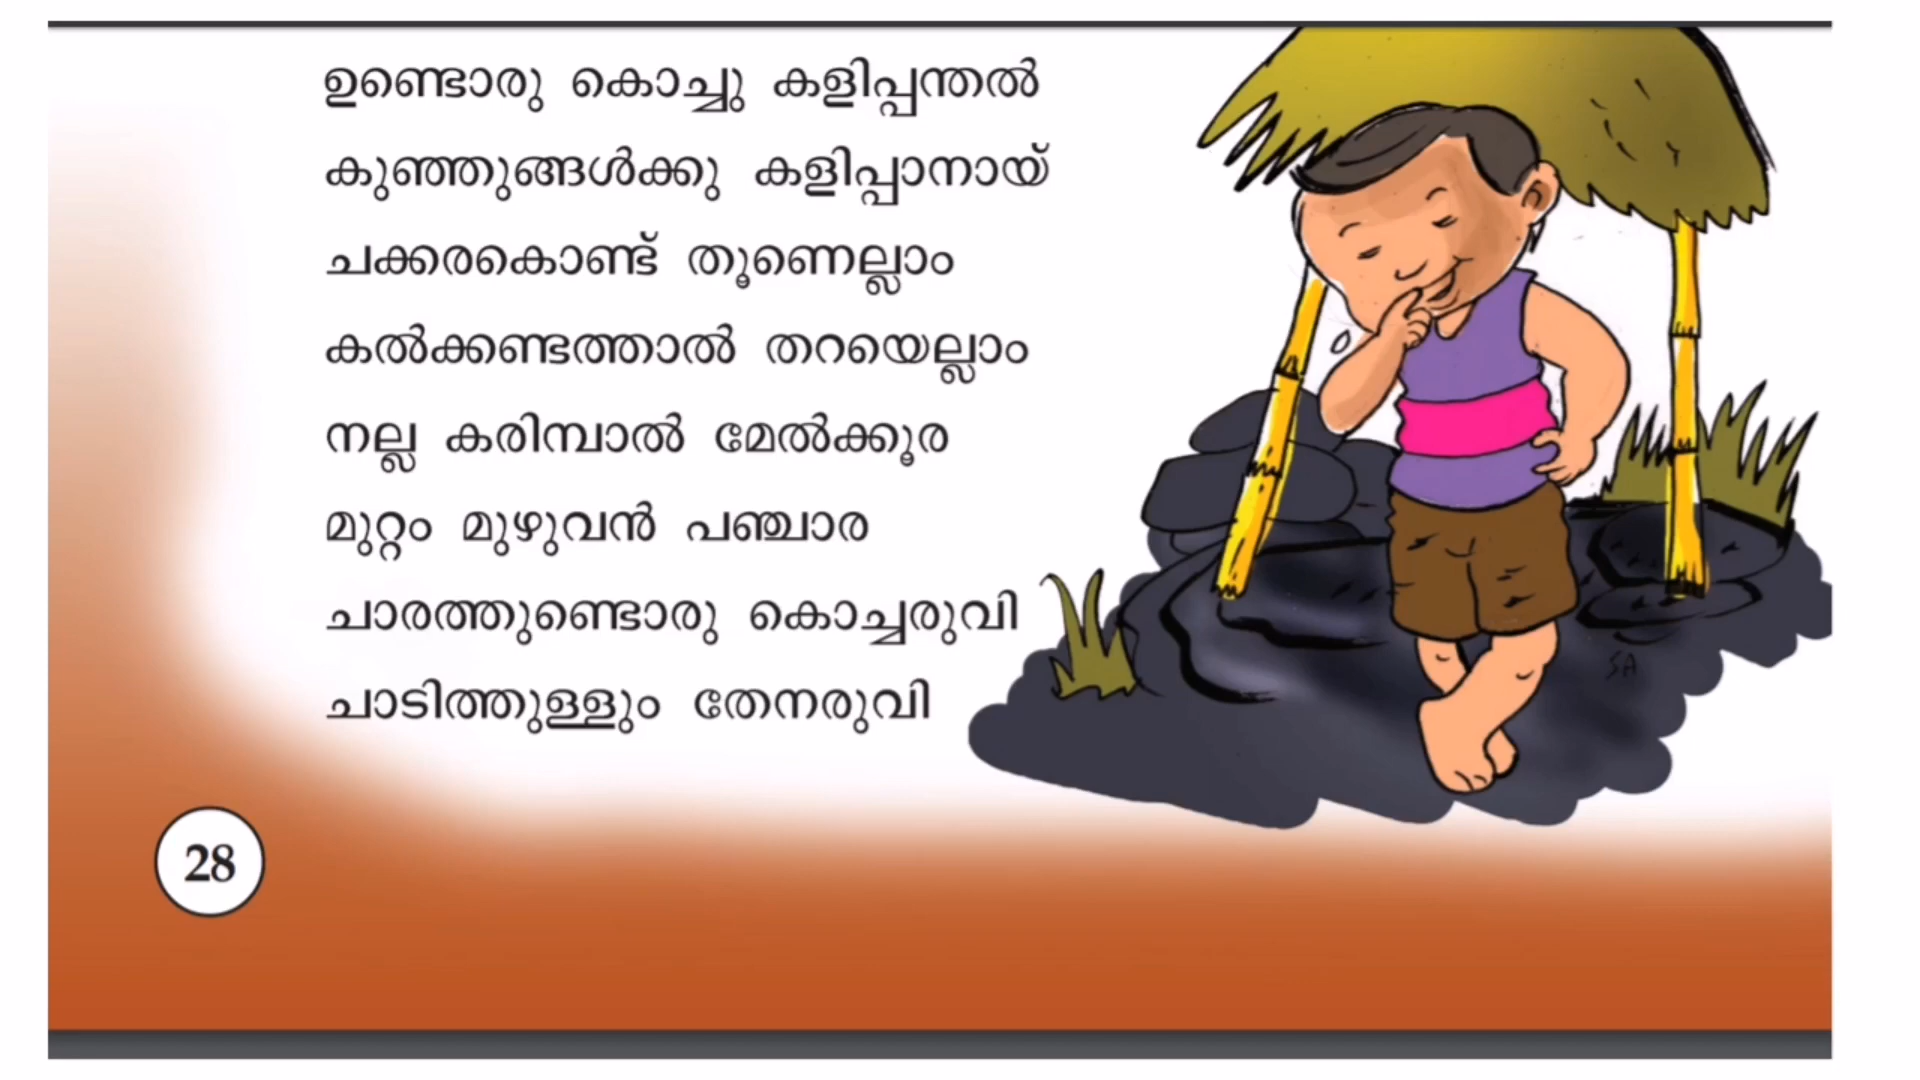 ഉണ്ടൊരു കൊച്ചു കളിപ്പന്തൽ
കുഞ്ഞുങ്ങൾക്കു കളിപ്പാനായ്
ചക്കരകൊണ്ട് തൂണെല്ലാം
കൽക്കണ്ടത്താൽ തറയെല്ലാം
നല്ല കരിമ്പാൽ മേൽക്കൂര
മുറ്റം മുഴുവൻ പഞ്ചാര
ചാരത്തുണ്ടൊരു കൊച്ചരുവി
ചാടിത്തുള്ളും തേനരുവി
SA
28